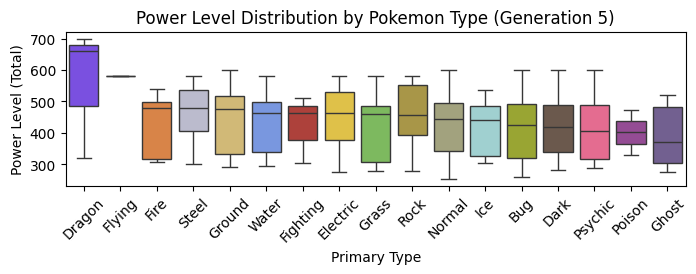 Power Level Distribution by Pokemon Type (Generation 5)
Power Level (Total)
700
600
500
400
300
Dragon
Flying
Fire
Steel
Ground
Water
Fighting
Electric
Grass
Rock
Normal
Ice
Bug
Dark
Psychic
Poison
Ghost
Primary Type